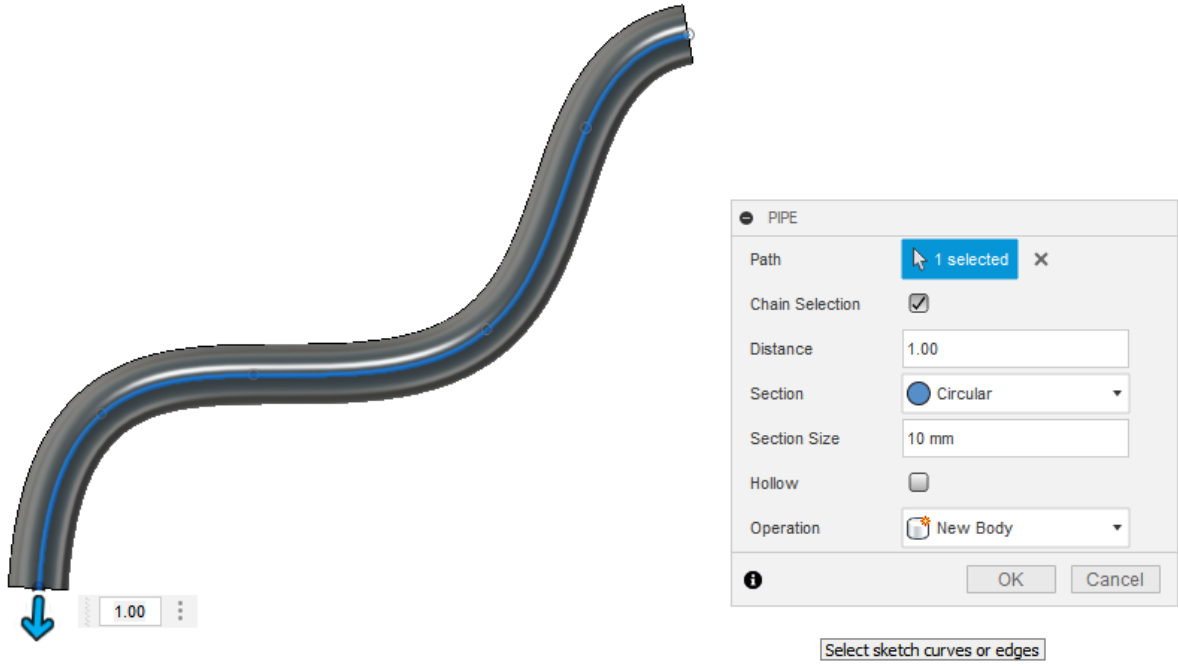 PIPE
Path 1 selected
Chain Selection
Distance 1.00
Section Circular
Section Size 10 mm
Hollow
Operation New Body
OK Cancel
1.00
Select sketch curves or edges